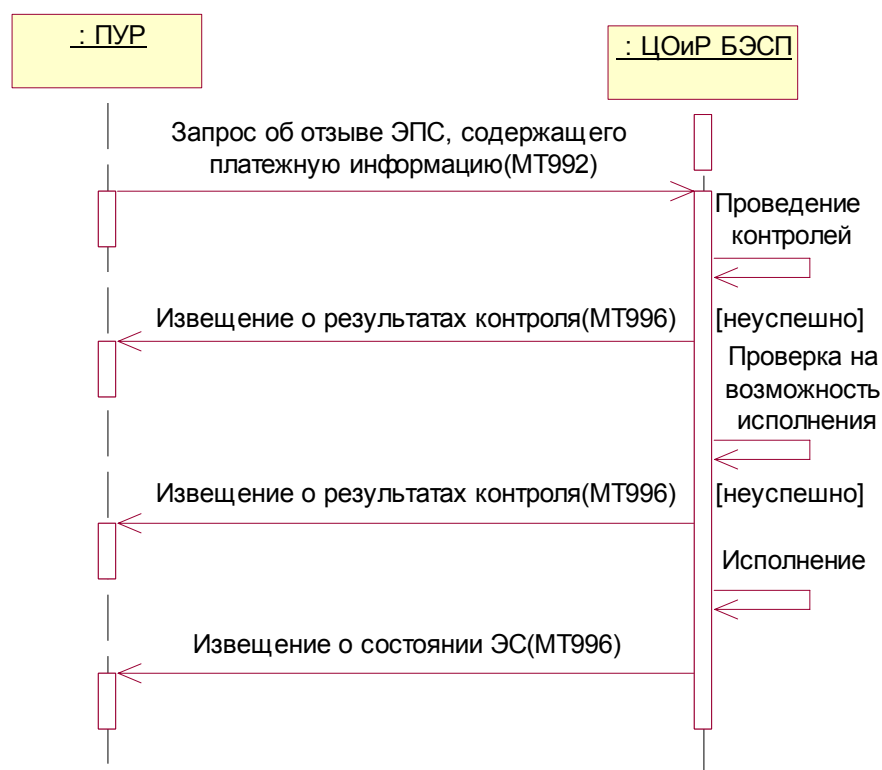 : ПУР
: ЦОиР БЭСП
Запрос об отзыве ЭПС, содержащего
платежную информацию(МТ992)
Проведение
контролей
Извещение о результатах контроля(МТ996)
[неуспешно]
Проверка на
возможность
исполнения
Извещение о результатах контроля(МТ996)
[неуспешно]
Исполнение
Извещение о состоянии ЭС(МТ996)